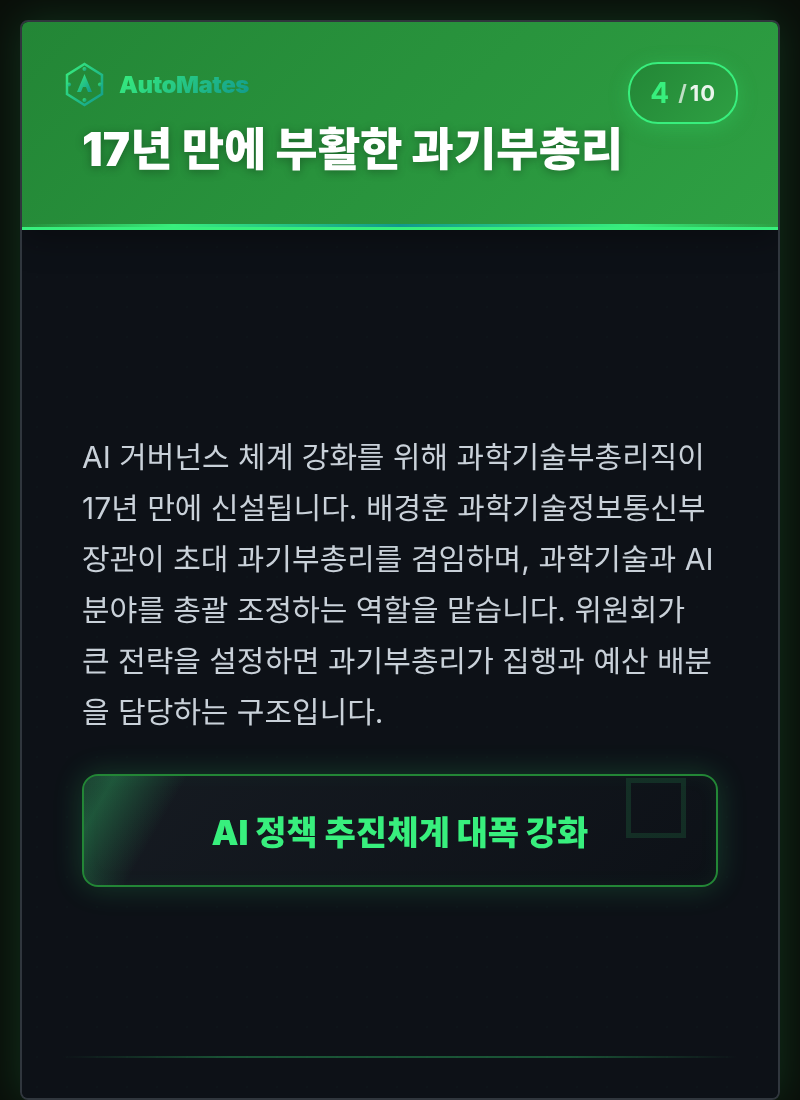 AutoMates
4 /10
17년 만에 부활한 과기부총리
AI 거버넌스 체계 강화를 위해 과학기술부총리직이
17년 만에 신설됩니다. 배경훈 과학기술정보통신부
장관이 초대 과기부총리를 겸임하며, 과학기술과 AI
분야를 총괄 조정하는 역할을 맡습니다. 위원회가
큰 전략을 설정하면 과기부총리가 집행과 예산 배분
을 담당하는 구조입니다.
AI 정책 추진체계 대폭 강화